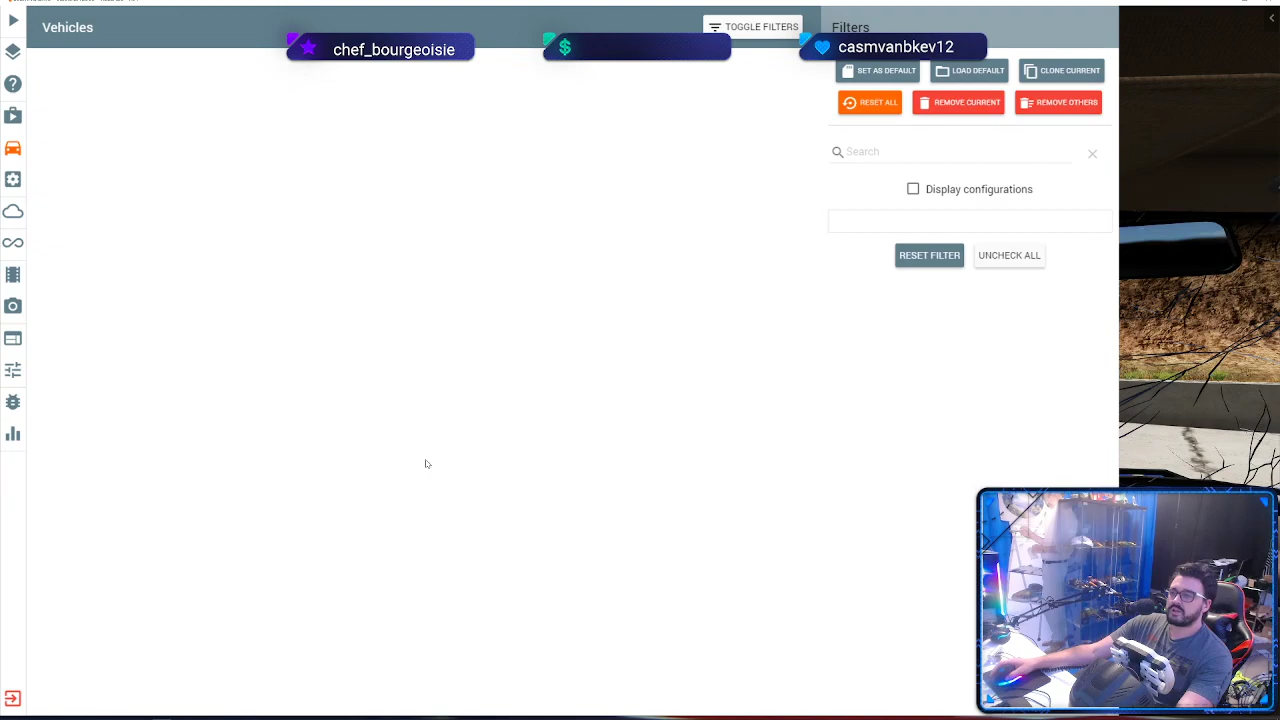 Vehicles
TOGGLE FILTERS
Filters
chef_bourgeoisie
$
casmvanbkev12
SET AS DEFAULT
LOAD DEFAULT
CLONE CURRENT
RESET ALL
REMOVE CURRENT
REMOVE OTHERS
Search
Display configurations
RESET FILTER
UNCHECK ALL